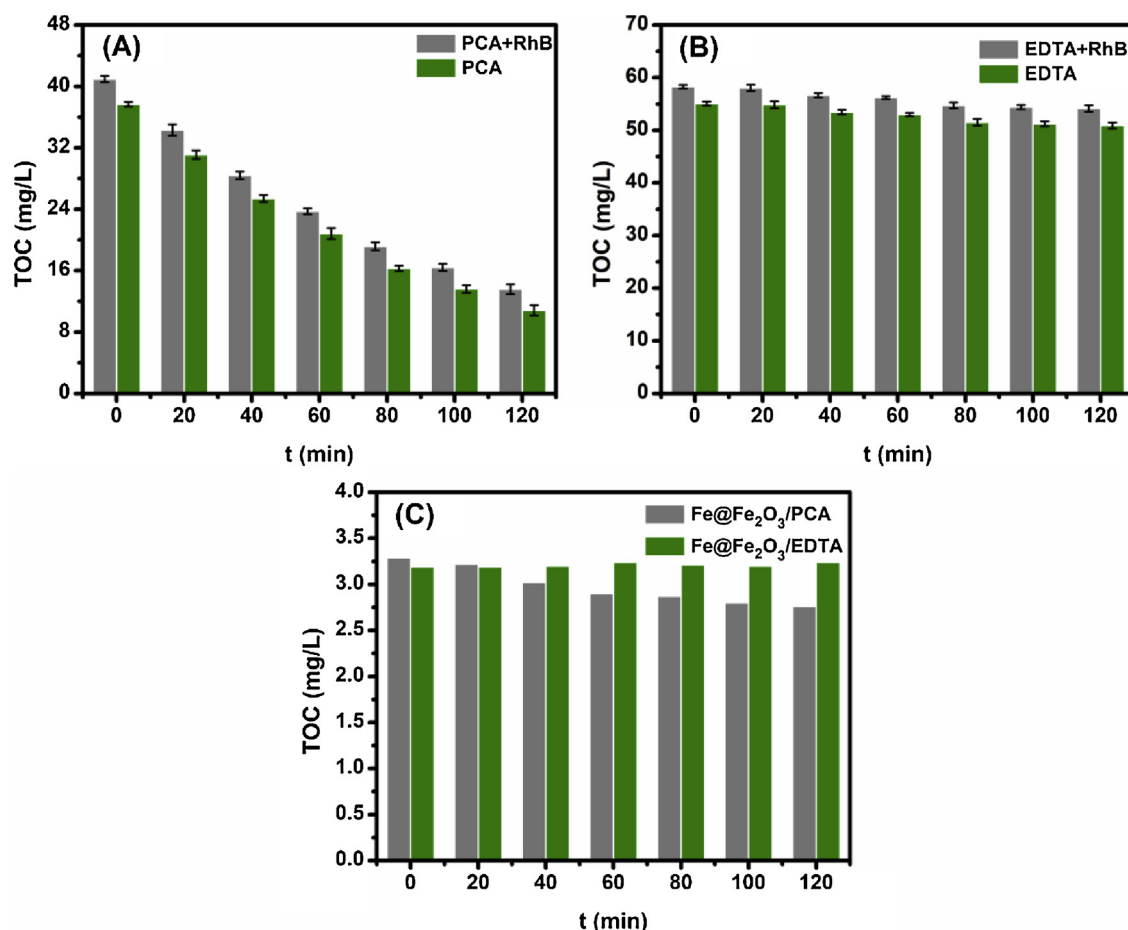 (A)
PCA+RhB
PCA
TOC (mg/L)
48
40
32
24
16
8
0
0 20 40 60 80 100 120
t (min)
(B)
EDTA+RhB
EDTA
TOC (mg/L)
70
60
50
40
30
20
10
0
0 20 40 60 80 100 120
t (min)
(C)
Fe@Fe₂O₃/PCA
Fe@Fe₂O₃/EDTA
TOC (mg/L)
4.0
3.5
3.0
2.5
2.0
1.5
1.0
0.5
0.0
0 20 40 60 80 100 120
t (min)